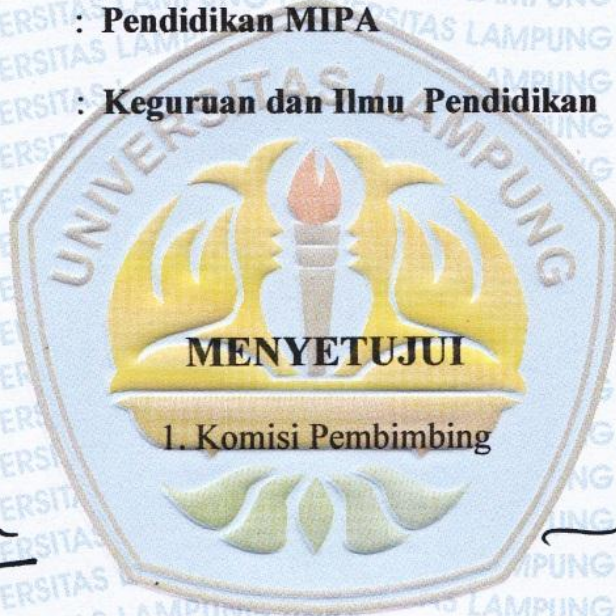 : Pendidikan MIPA
: Keguruan dan Ilmu Pendidikan
UNIVERSITAS LAMPUNG
MENYETUJUI
1. Komisi Pembimbing